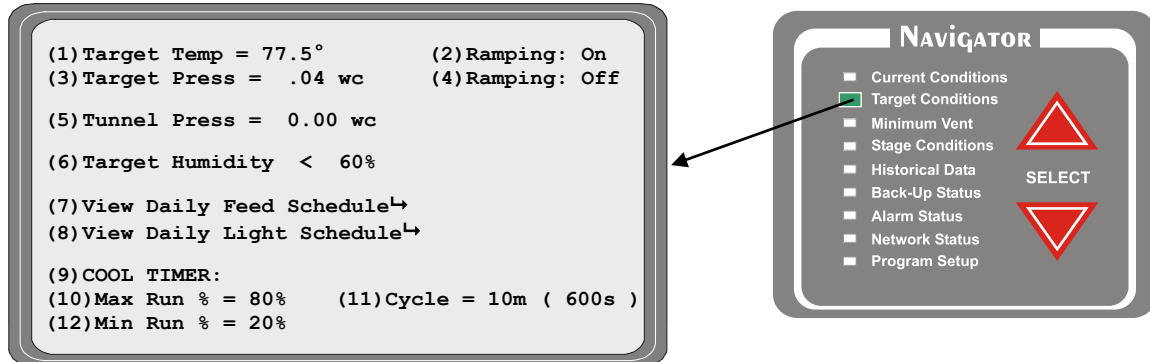 (1)Target Temp = 77.5° (2)Ramping: On
(3)Target Press = .04 wc (4)Ramping: Off
(5)Tunnel Press = 0.00 wc
(6)Target Humidity < 60%
(7)View Daily Feed Schedule↪
(8)View Daily Light Schedule↪
(9)COOL TIMER:
(10)Max Run % = 80% (11)Cycle = 10m ( 600s )
(12)Min Run % = 20%
Navigator
Current Conditions
Target Conditions
Minimum Vent
Stage Conditions
Historical Data
Back-Up Status
Alarm Status
Network Status
Program Setup
SELECT